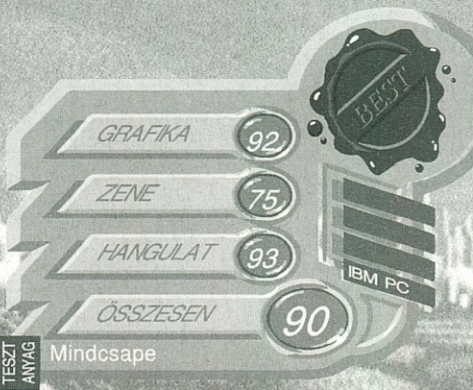 BEST
GRAFIKA 92
ZENE 75
HANGULAT 93
IBM PC
ÖSSZESEN 90
TESZT
ANYAG
Mindcsape